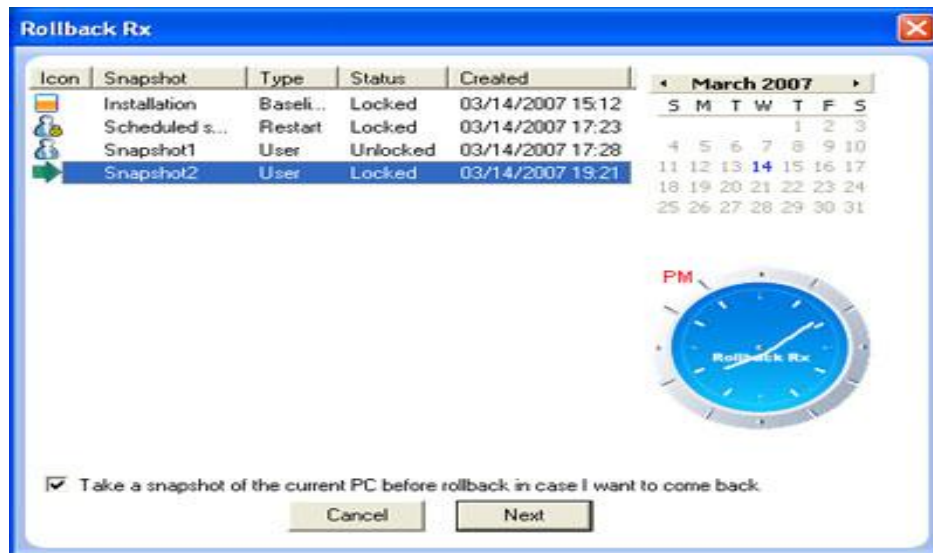 Rollback Rx
Icon Snapshot Type Status Created
Installation Baseli... Locked 03/14/2007 15:12
Scheduled s... Restart Locked 03/14/2007 17:23
Snapshot1 User Unlocked 03/14/2007 17:28
Snapshot2 User Locked 03/14/2007 19:21
March 2007
S M T W T F S
1 2 3
4 5 6 7 8 9 10
11 12 13 14 15 16 17
18 19 20 21 22 23 24
25 26 27 28 29 30 31
PM
Rollback Rx
Take a snapshot of the current PC before rollback in case I want to come back.
Cancel Next